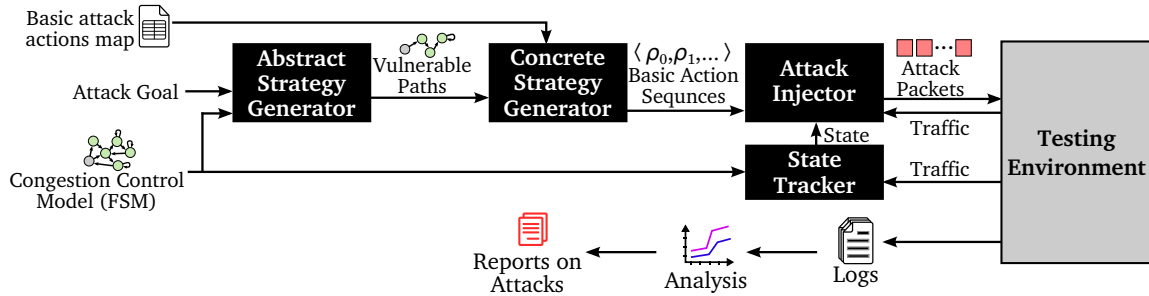 Basic attack
actions map
Attack Goal
Congestion Control
Model (FSM)
Abstract
Strategy
Generator
Vulnerable
Paths
Concrete
Strategy
Generator
⟨ ρ0,ρ1,... ⟩
Basic Action
Sequnces
Attack
Injector
State
State
Tracker
Attack
Packets
Traffic
Traffic
Testing
Environment
Logs
Analysis
Reports on
Attacks